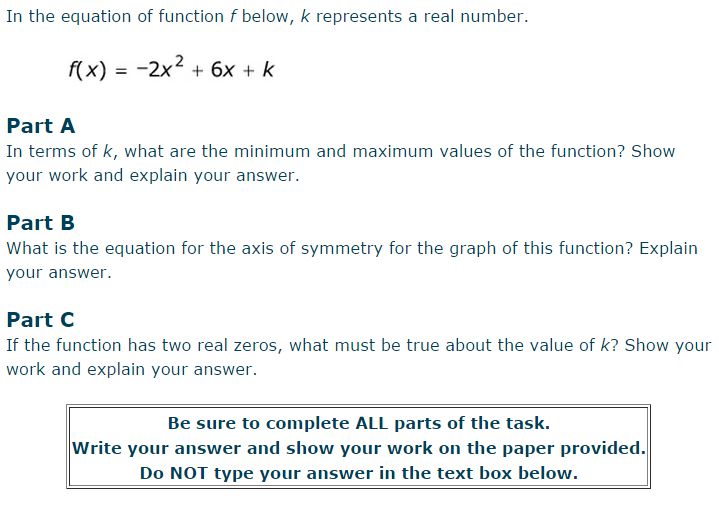 In the equation of function f below, k represents a real number.
f(x) = −2x² + 6x + k
Part A
In terms of k, what are the minimum and maximum values of the function? Show
your work and explain your answer.
Part B
What is the equation for the axis of symmetry for the graph of this function? Explain
your answer.
Part C
If the function has two real zeros, what must be true about the value of k? Show your
work and explain your answer.
Be sure to complete ALL parts of the task.
Write your answer and show your work on the paper provided.
Do NOT type your answer in the text box below.